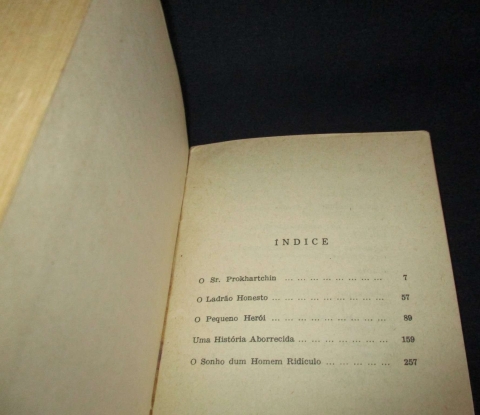 ÍNDICE
O Sr. Prokhartchin ... ... ... ... ... ... ... ... 7
O Ladrão Honesto ... ... ... ... ... ... ... ... ... 57
O Pequeno Herói ... ... ... ... ... ... ... ... ... 89
Uma História Aborrecida ... ... ... ... ... ... ... 159
O Sonho dum Homem Ridículo ... ... ... ... ... 257